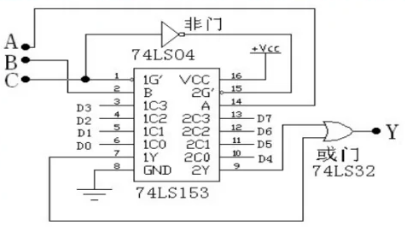 非门
A
B
C
74LS04
+Vcc
1 1G' VCC 16
2 B 2G' 15
D3 3 1C3 A 14
D2 4 1C2 2C3 13 D7
D1 5 1C1 2C2 12 D6
D0 6 1C0 2C1 11 D5
7 1Y 2C0 10 D4
8 GND 2Y 9
Y
或门
74LS32
74LS153